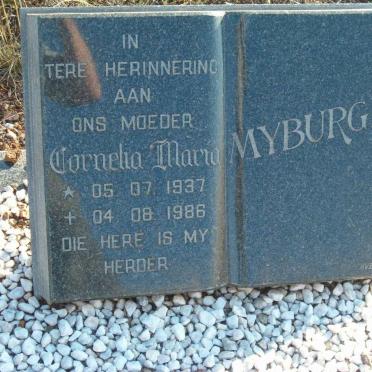 IN
TERE HERINNERING
AAN
ONS MOEDER
Cornelia Maria
* 05 07 1937
+ 04 08 1986
DIE HERE IS MY
HERDER
MYBURG